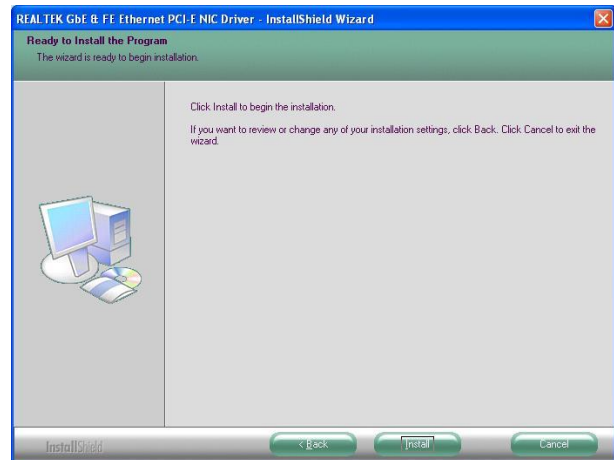 REALTEK GbE & FE Ethernet PCI-E NIC Driver - InstallShield Wizard
Ready to Install the Program
The wizard is ready to begin installation.
Click Install to begin the installation.
If you want to review or change any of your installation settings, click Back. Click Cancel to exit the
wizard.
InstallShield
< Back
Install
Cancel